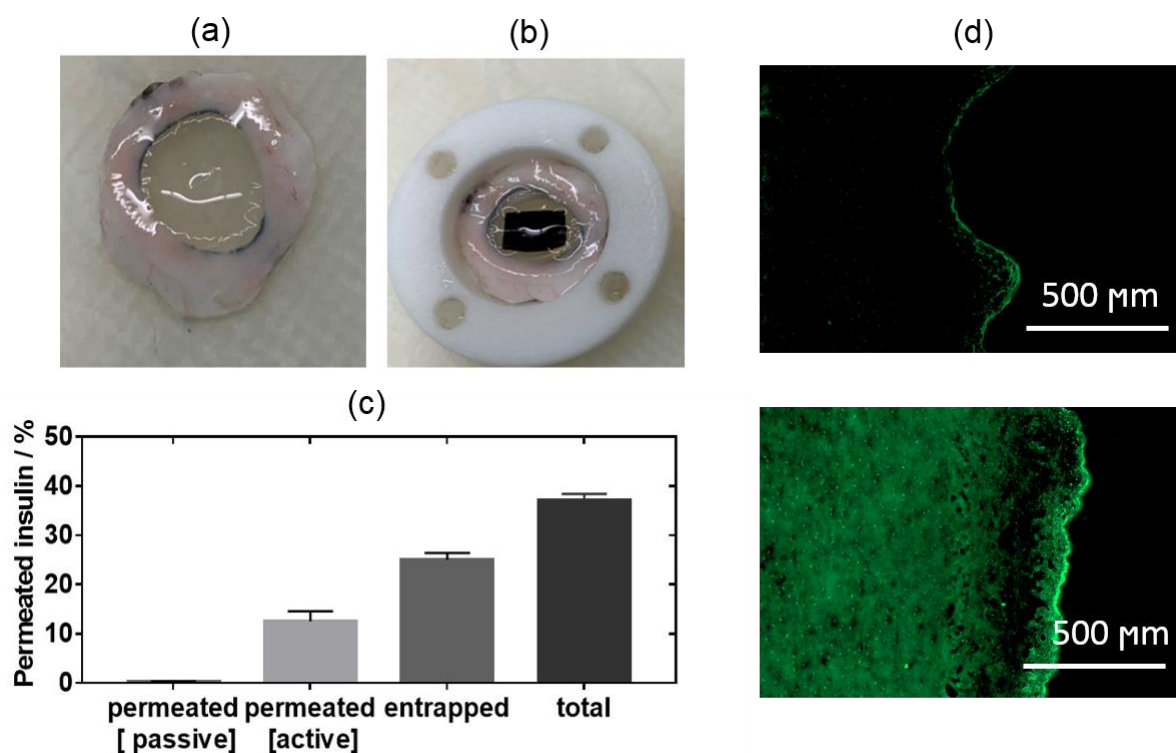 (a)
(b)
(d)
500 µm
(c)
Permeated insulin / %
50
40
30
20
10
0
permeated
[ passive]
permeated
[active]
entrapped
total
500 µm